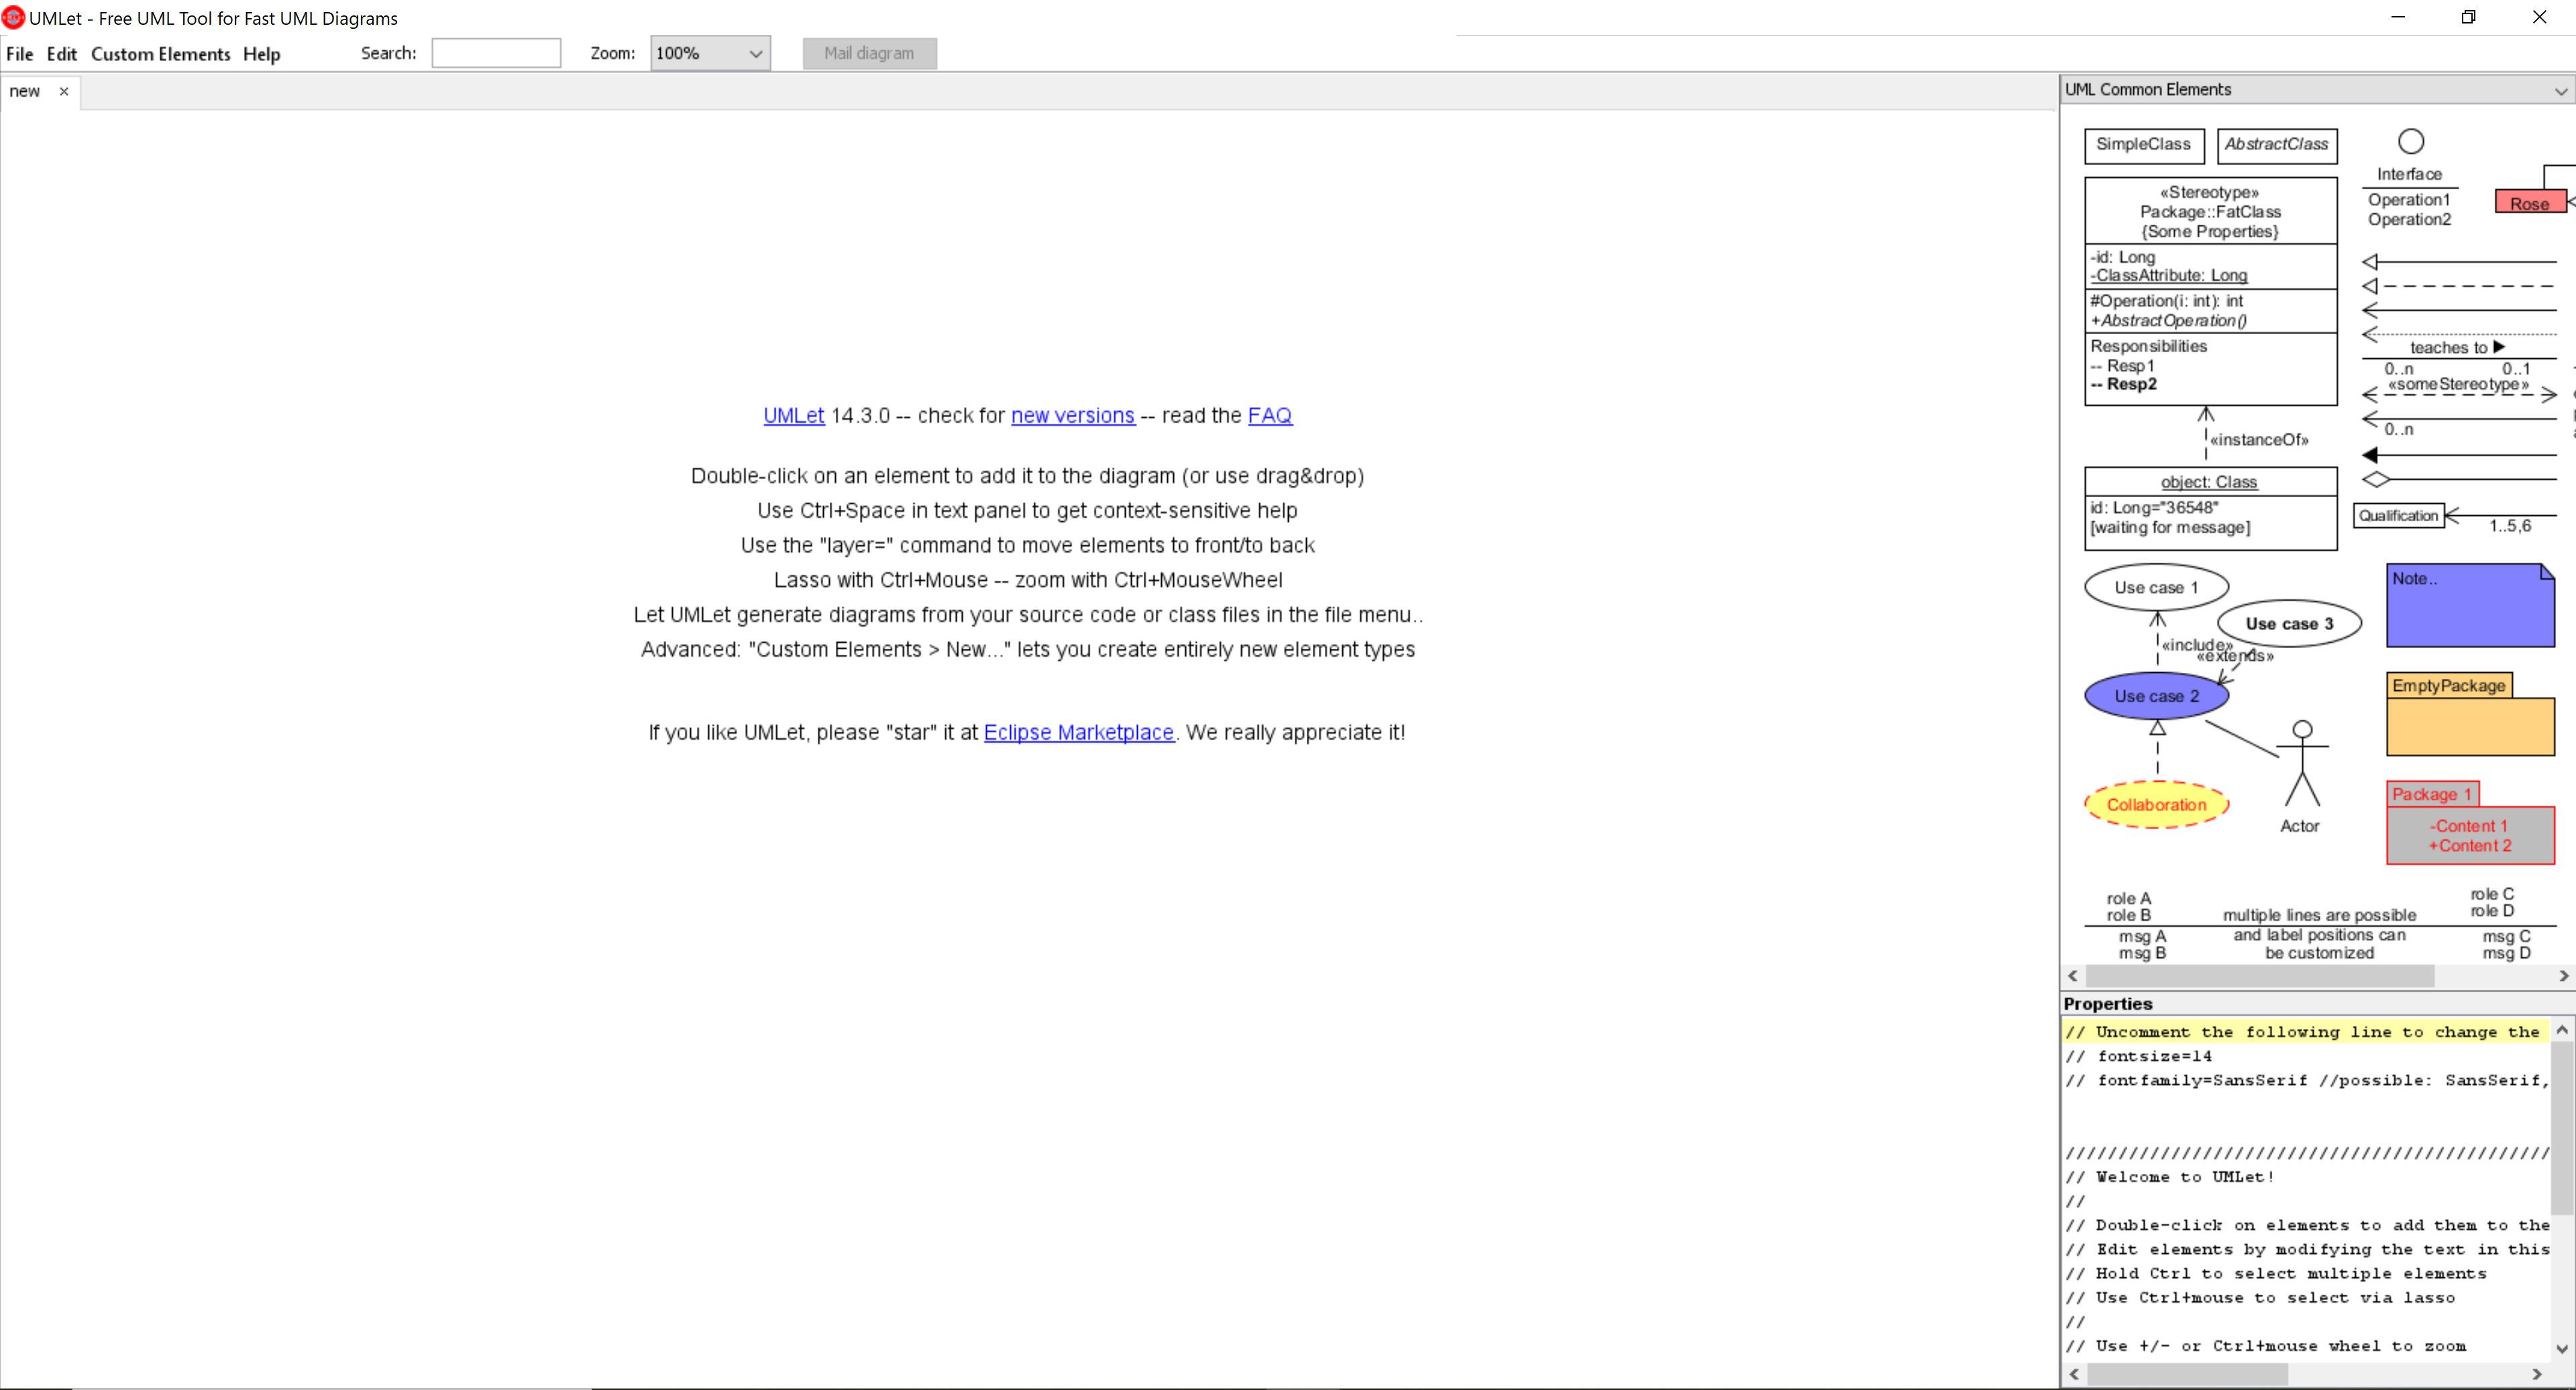 UMLet - Free UML Tool for Fast UML Diagrams
File Edit Custom Elements Help Search: Zoom: 100% Mail diagram
new
UMLet 14.3.0 -- check for new versions -- read the FAQ
Double-click on an element to add it to the diagram (or use drag&drop)
Use Ctrl+Space in text panel to get context-sensitive help
Use the "layer=" command to move elements to front/to back
Lasso with Ctrl+Mouse -- zoom with Ctrl+MouseWheel
Let UMLet generate diagrams from your source code or class files in the file menu..
Advanced: "Custom Elements > New..." lets you create entirely new element types
If you like UMLet, please "star" it at Eclipse Marketplace. We really appreciate it!
UML Common Elements
SimpleClass
AbstractClass
«Stereotype»
Package::FatClass
{Some Properties}
-id: Long
-ClassAttribute: Long
#Operation(i: int): int
+AbstractOperation()
Responsibilities
-- Resp1
-- Resp2
«instanceOf»
object: Class
id: Long="36548"
[waiting for message]
Interface
Operation1
Operation2
Rose
teaches to
0..n 0..1
«someStereotype»
0..n
Qualification
1..5,6
Use case 1
Use case 3
«include»
«extends»
Use case 2
Collaboration
Actor
Note..
EmptyPackage
Package 1
-Content 1
+Content 2
role A
role B
msg A
msg B
multiple lines are possible
and label positions can
be customized
role C
role D
msg C
msg D
Properties
// Uncomment the following line to change the
// fontsize=14
// fontfamily=SansSerif //possible: SansSerif,
//////////////////////////////////////////////
// Welcome to UMLet!
//
// Double-click on elements to add them to the
// Edit elements by modifying the text in this
// Hold Ctrl to select multiple elements
// Use Ctrl+mouse to select via lasso
//
// Use +/- or Ctrl+mouse wheel to zoom